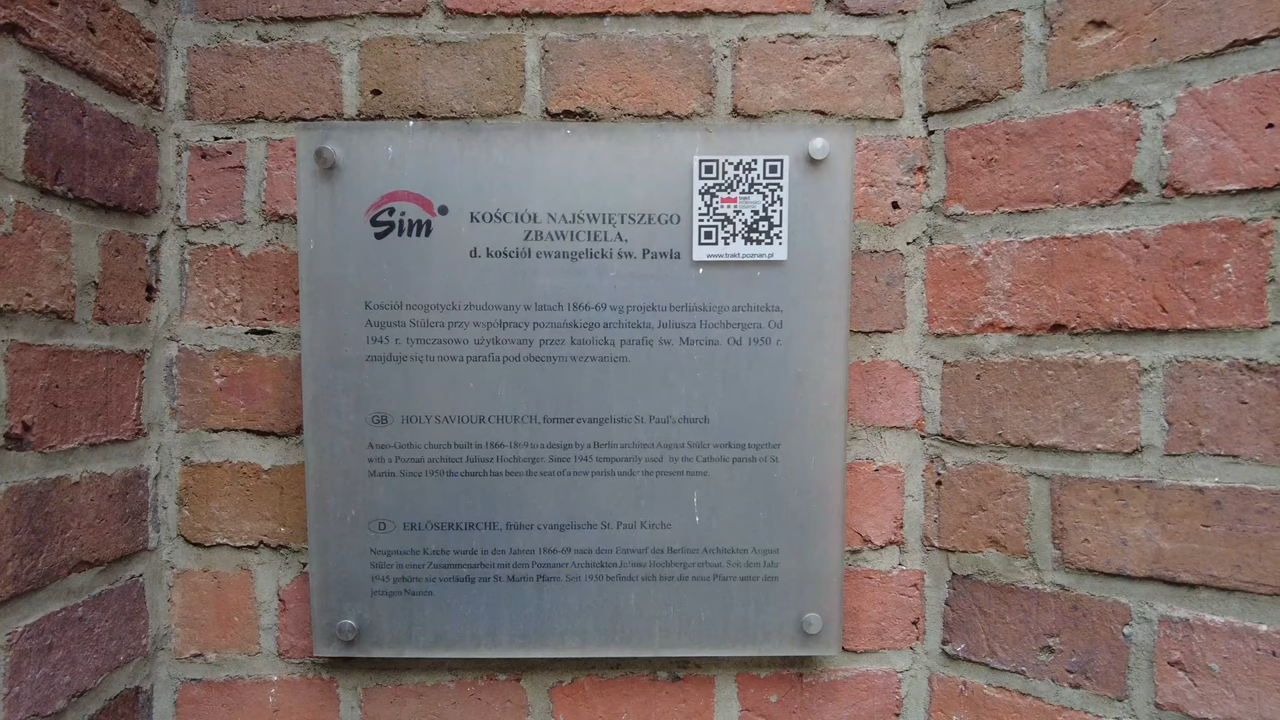 Sim
KOŚCIÓŁ NAJŚWIĘTSZEGO
ZBAWICIELA,
d. kościół ewangelicki św. Pawła
trakt
www.trakt.poznan.pl
Kościół neogotycki zbudowany w latach 1866-69 wg projektu berlińskiego architekta,
Augusta Stülera przy współpracy poznańskiego architekta, Juliusza Hochbergera. Od
1945 r. tymczasowo użytkowany przez katolicką parafię św. Marcina. Od 1950 r.
znajduje się tu nowa parafia pod obecnym wezwaniem.
GB HOLY SAVIOUR CHURCH, former evangelistic St. Paul's church
A neo-Gothic church built in 1866-1869 to a design by a Berlin architect August Stüler working together
with a Poznań architect Juliusz Hochberger. Since 1945 temporarily used by the Catholic parish of St.
Martin. Since 1950 the church has been the seat of a new parish under the present name.
D ERLÖSERKIRCHE, früher evangelische St. Paul Kirche
Neugotische Kirche wurde in den Jahren 1866-69 nach dem Entwurf des Berliner Architekten August
Stüler in einer Zusammenarbeit mit dem Poznaner Architekten Juliusz Hochberger erbaut. Seit dem Jahr
1945 gehörte sie vorläufig zur St. Martin Pfarre. Seit 1950 befindet sich hier die neue Pfarre unter dem
jetzigen Namen.